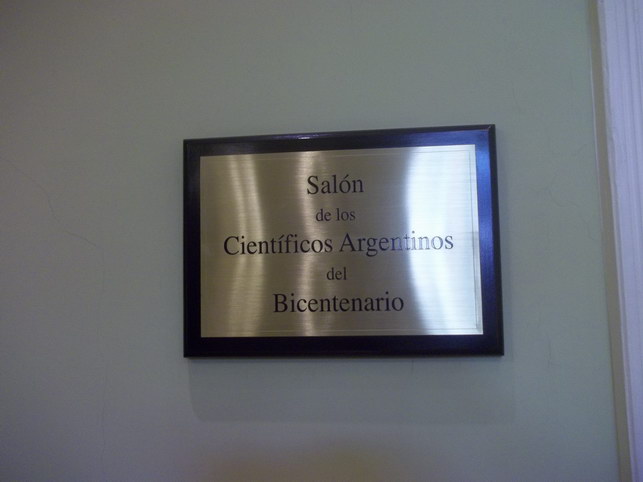 Salón
de los
Científicos Argentinos
del
Bicentenario